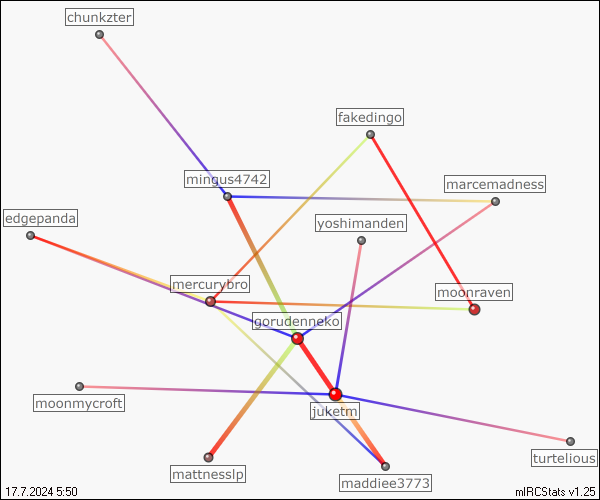 chunkzter
fakedingo
mingus4742
marcemadness
edgepanda
yoshimanden
mercurybro
moonraven
gorudenneko
moonmycroft
juketm
turtelious
mattnesslp
maddiee3773
17.7.2024 5:50
mIRCStats v1.25